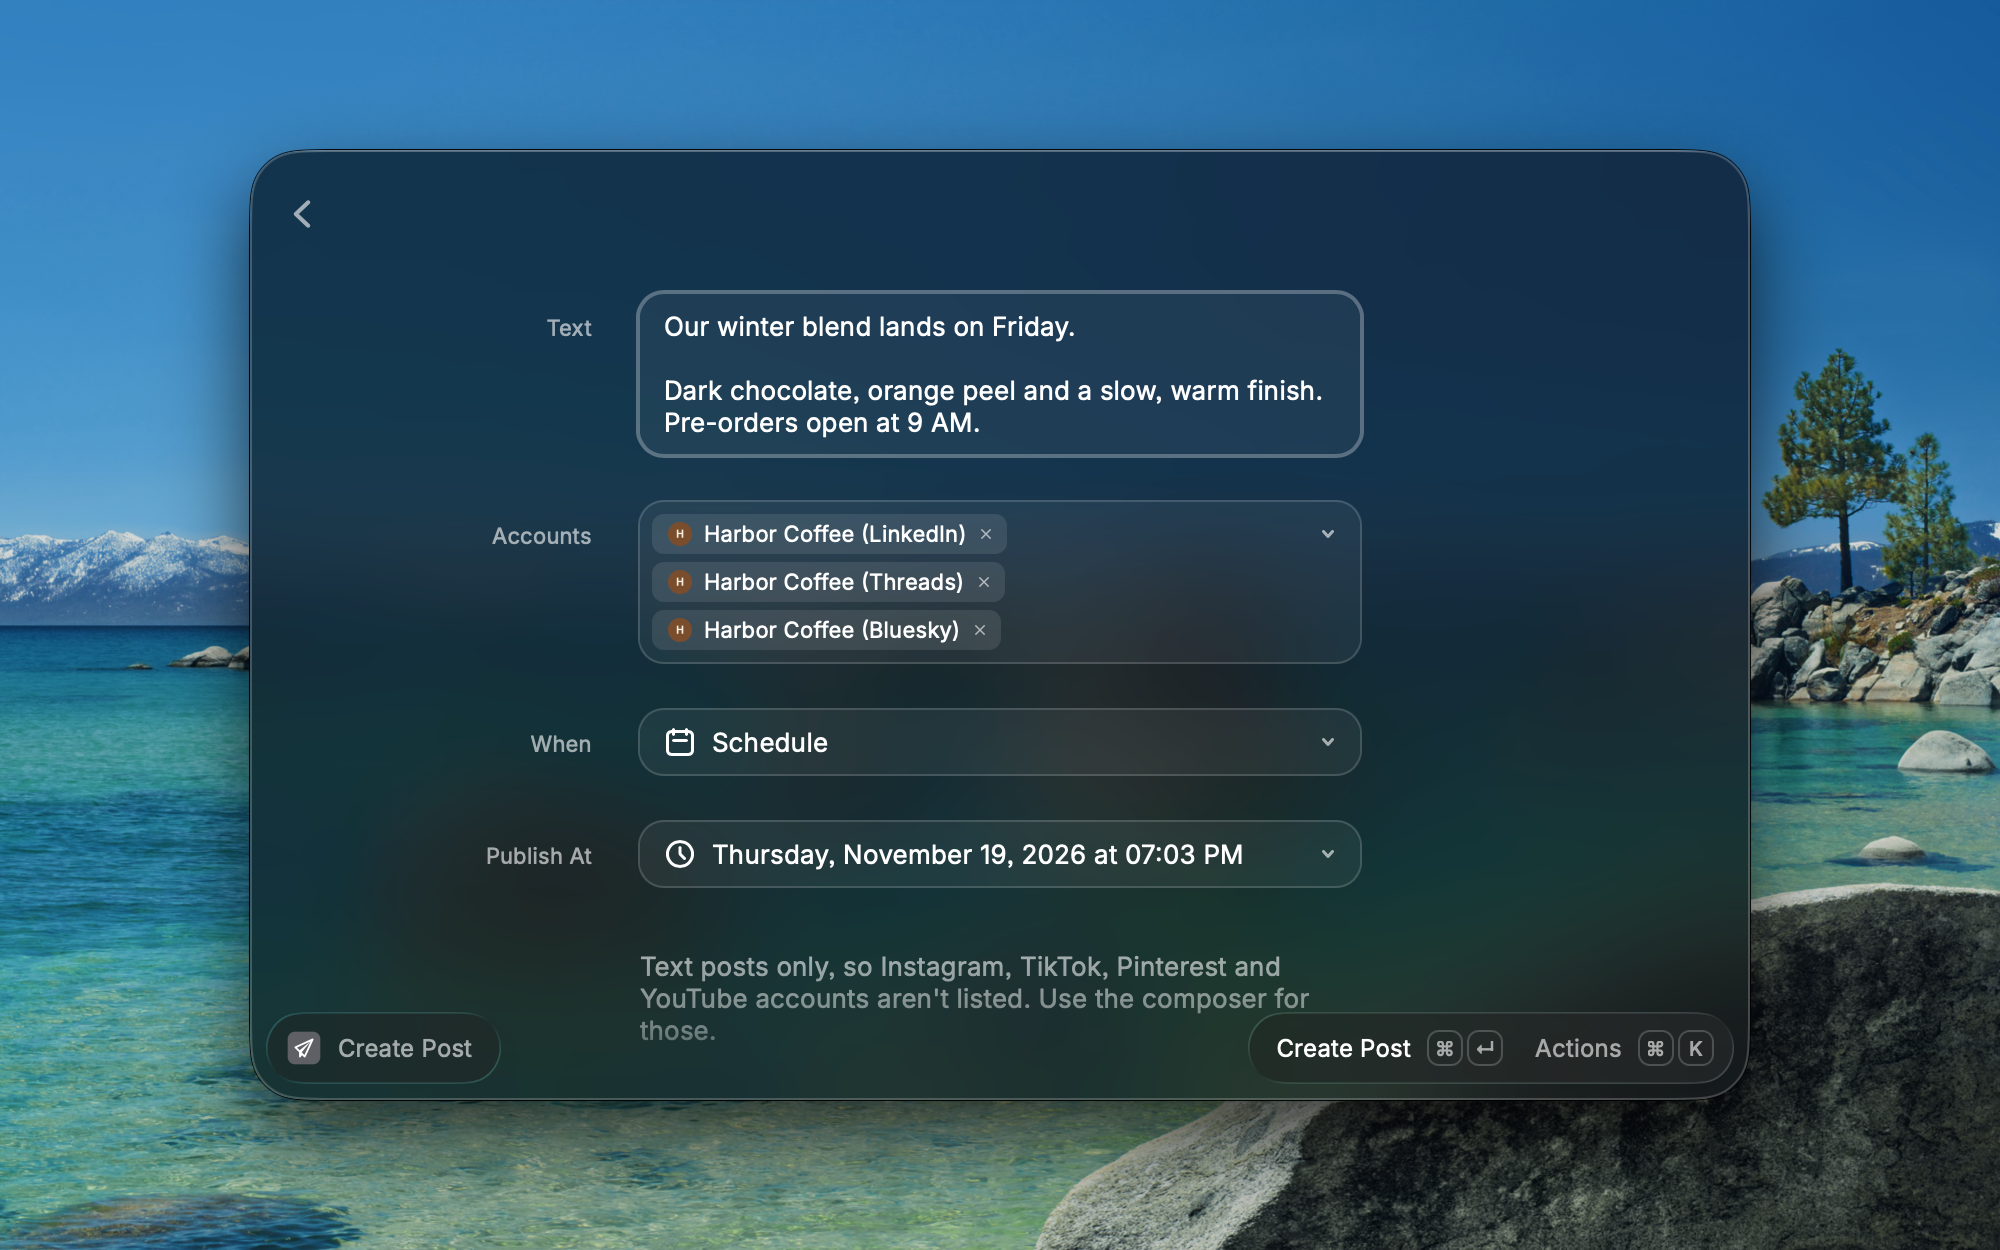 Text
Our winter blend lands on Friday.
Dark chocolate, orange peel and a slow, warm finish.
Pre-orders open at 9 AM.
Accounts
H Harbor Coffee (LinkedIn) ×
H Harbor Coffee (Threads) ×
H Harbor Coffee (Bluesky) ×
When
Schedule
Publish At
Thursday, November 19, 2026 at 07:03 PM
Text posts only, so Instagram, TikTok, Pinterest and
YouTube accounts aren't listed. Use the composer for
those.
Create Post
Create Post ⌘ ↵ Actions ⌘ K